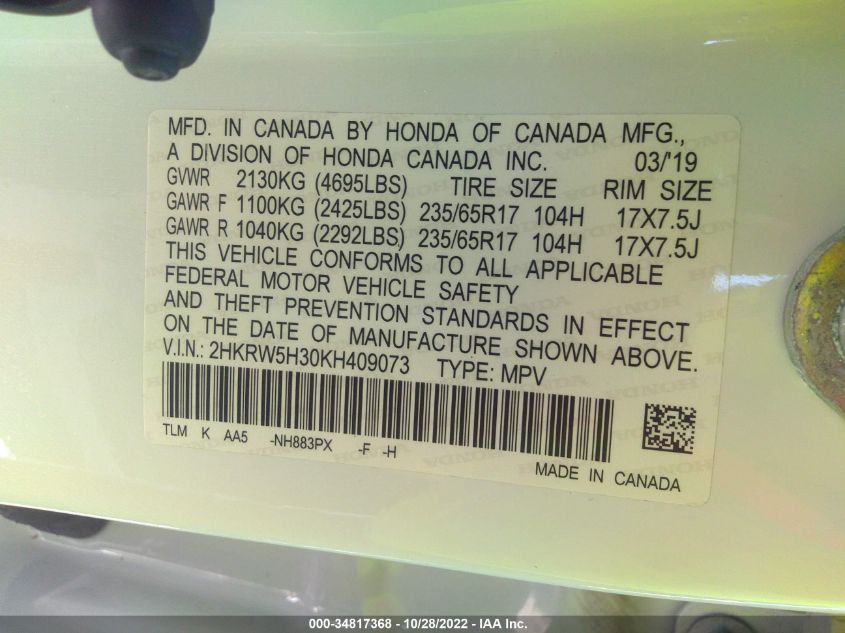 MFD. IN CANADA BY HONDA OF CANADA MFG.,
A DIVISION OF HONDA CANADA INC. 03/'19
GVWR 2130KG (4695LBS) TIRE SIZE RIM SIZE
GAWR F 1100KG (2425LBS) 235/65R17 104H 17X7.5J
GAWR R 1040KG (2292LBS) 235/65R17 104H 17X7.5J
THIS VEHICLE CONFORMS TO ALL APPLICABLE
FEDERAL MOTOR VEHICLE SAFETY
AND THEFT PREVENTION STANDARDS IN EFFECT
ON THE DATE OF MANUFACTURE SHOWN ABOVE.
V.I.N.: 2HKRW5H30KH409073 TYPE: MPV
TLM K AA5 -NH883PX -F -H
MADE IN CANADA
000-34817368 - 10/28/2022 - IAA Inc.